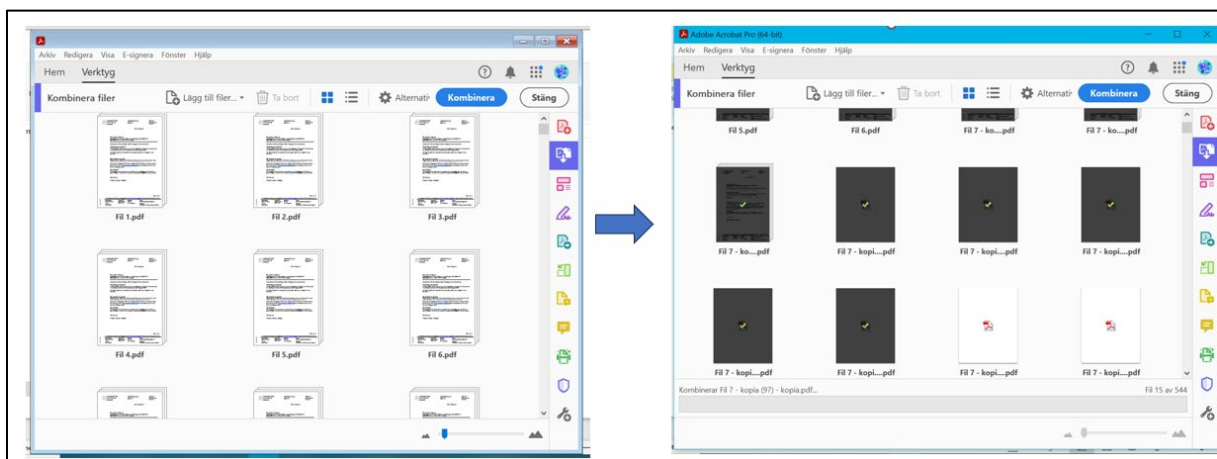 Arkiv Redigera Visa E-signera Fönster Hjälp
Hem Verktyg
Kombinera filer Lägg till filer... Ta bort Alternativ Kombinera Stäng
Fil 1.pdf Fil 2.pdf Fil 3.pdf
Fil 4.pdf Fil 5.pdf Fil 6.pdf
Adobe Acrobat Pro (64-bit)
Arkiv Redigera Visa E-signera Fönster Hjälp
Hem Verktyg
Kombinera filer Lägg till filer... Ta bort Alternativ Kombinera Stäng
Fil 5.pdf Fil 6.pdf Fil 7 - ko....pdf Fil 7 - ko....pdf
Fil 7 - ko....pdf Fil 7 - kopi....pdf Fil 7 - kopi....pdf Fil 7 - kopi....pdf
Fil 7 - kopi....pdf Fil 7 - kopi....pdf Fil 7 - kopi....pdf Fil 7 - kopi....pdf
Kombinerar Fil 7 - kopia (97) - kopia.pdf... Fil 15 av 544